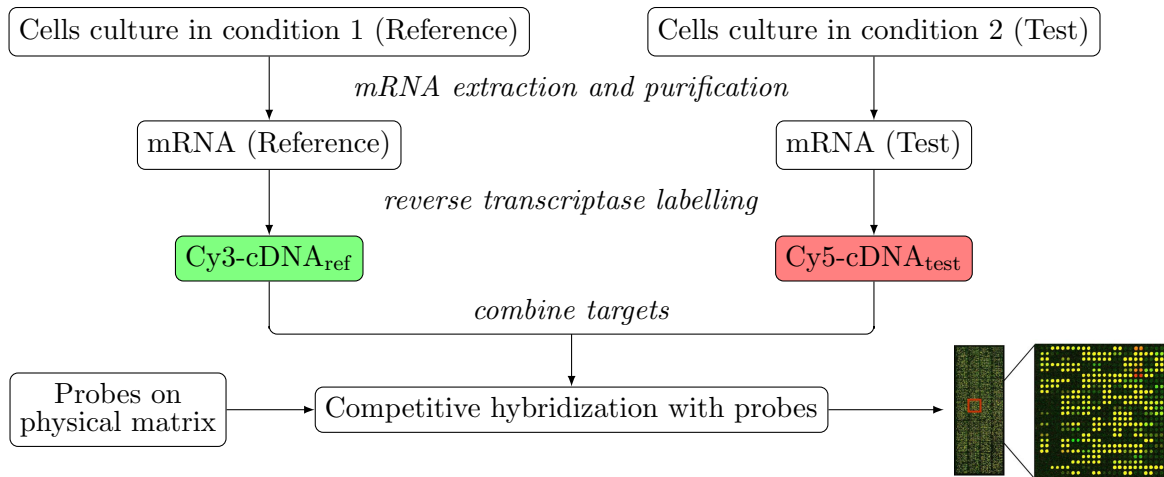 Cells culture in condition 1 (Reference)
Cells culture in condition 2 (Test)
mRNA extraction and purification
mRNA (Reference)
mRNA (Test)
reverse transcriptase labelling
Cy3-cDNAref
Cy5-cDNAtest
combine targets
Probes on
physical matrix
Competitive hybridization with probes